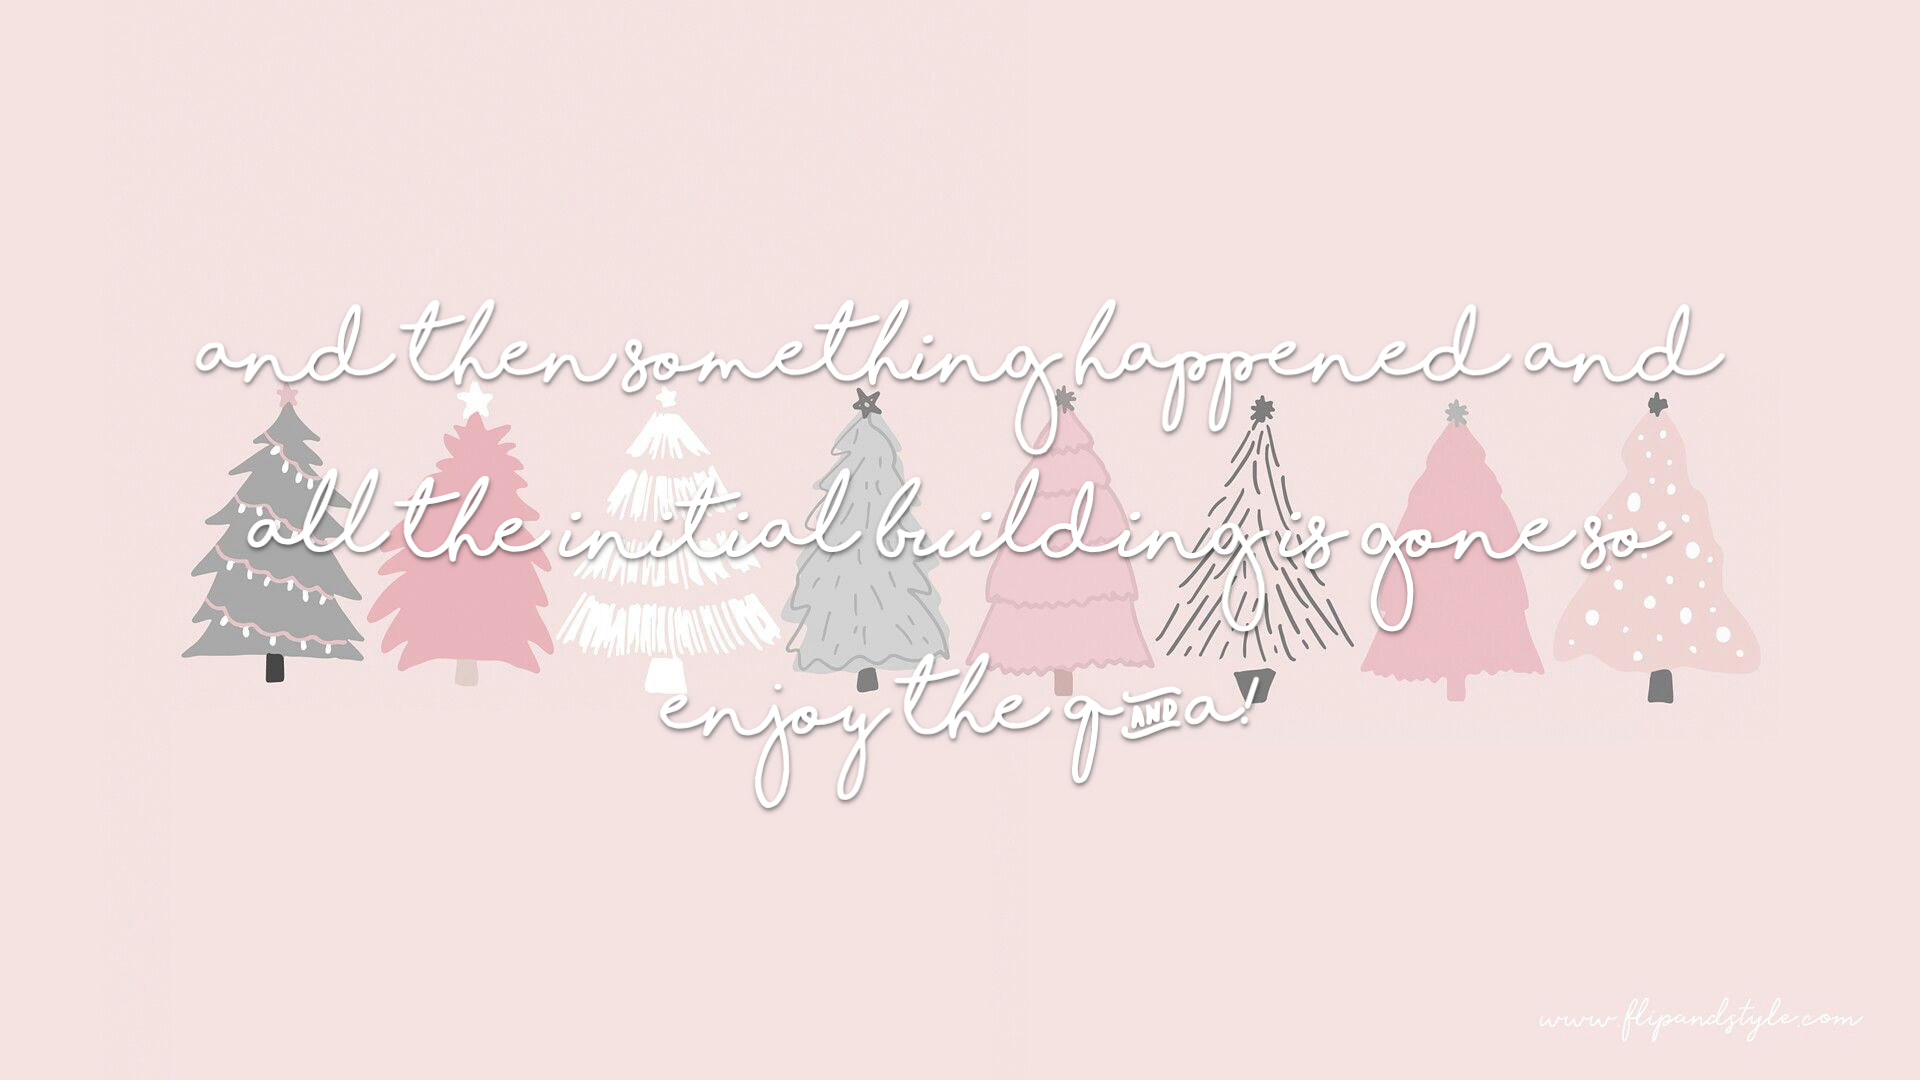 and then something happened and
all the initial building is gone so
enjoy the q&a!
www.flipandstyle.com